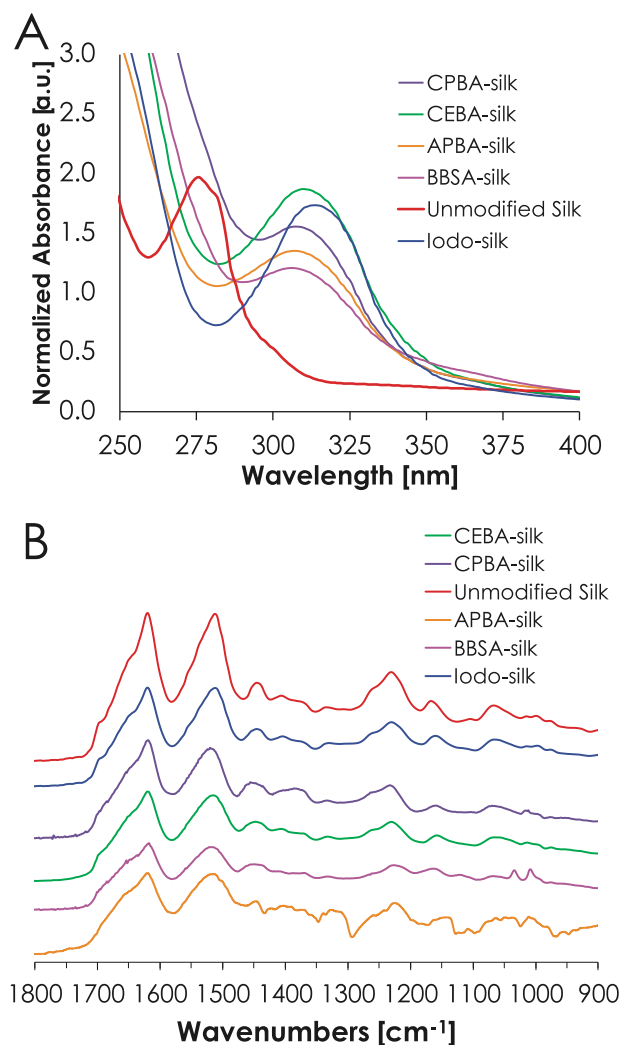 A
Normalized Absorbance [a.u.]
3.0
2.5
2.0
1.5
1.0
0.5
0.0
CPBA-silk
CEBA-silk
APBA-silk
BBSA-silk
Unmodified Silk
Iodo-silk
250 275 300 325 350 375 400
Wavelength [nm]
B
CEBA-silk
CPBA-silk
Unmodified Silk
APBA-silk
BBSA-silk
Iodo-silk
1800 1700 1600 1500 1400 1300 1200 1100 1000 900
Wavenumbers [cm-1]